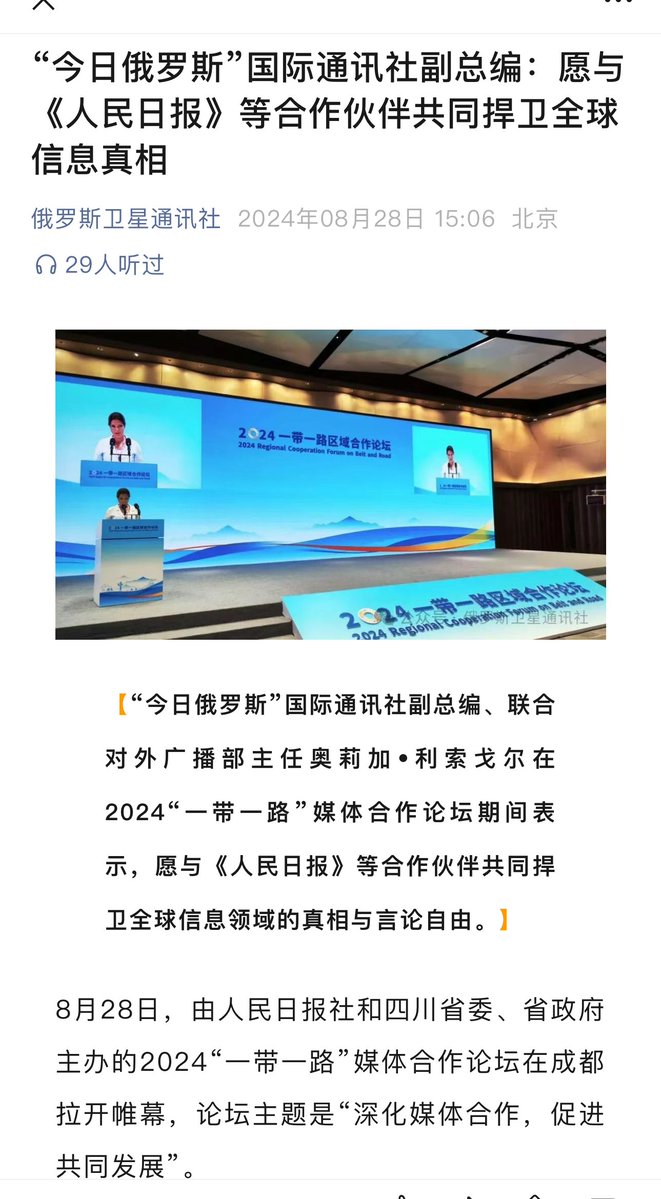 “今日俄罗斯”国际通讯社副总编：愿与
《人民日报》等合作伙伴共同捍卫全球
信息真相
俄罗斯卫星通讯社 2024年08月28日 15:06 北京
29人听过
2024 一带一路区域合作论坛
2024 Regional Cooperation Forum on Belt and Road
2024 一带一路区域合作论坛
2024 一带一路区域合作论坛
2024 Regional Cooperation Forum on Belt and Road
公众号 · 俄罗斯卫星通讯社
【“今日俄罗斯”国际通讯社副总编、联合
对外广播部主任奥莉加•利索戈尔在
2024“一带一路”媒体合作论坛期间表
示，愿与《人民日报》等合作伙伴共同捍
卫全球信息领域的真相与言论自由。】
8月28日，由人民日报社和四川省委、省政府
主办的2024“一带一路”媒体合作论坛在成都
拉开帷幕，论坛主题是“深化媒体合作，促进
共同发展”。